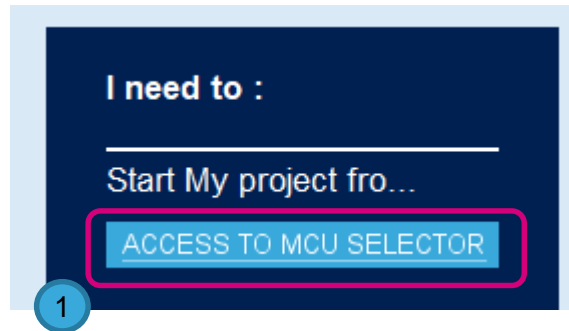 I need to :
Start My project fro...
ACCESS TO MCU SELECTOR
1